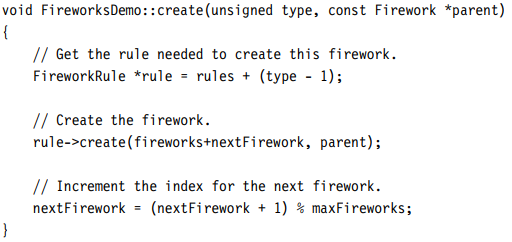 void FireworksDemo::create(unsigned type, const Firework *parent)
{
    // Get the rule needed to create this firework.
    FireworkRule *rule = rules + (type - 1);

    // Create the firework.
    rule->create(fireworks+nextFirework, parent);

    // Increment the index for the next firework.
    nextFirework = (nextFirework + 1) % maxFireworks;
}